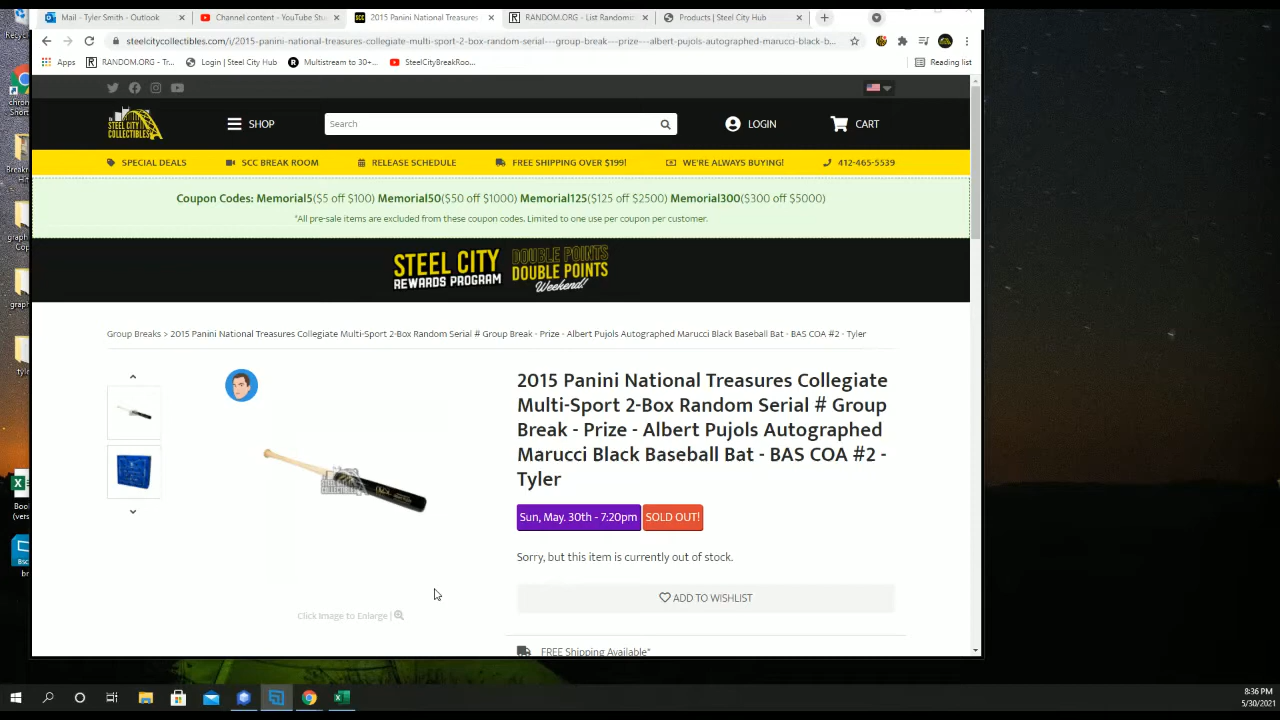 Mail - Tyler Smith - Outlook
Channel content - YouTube Stu
2015 Panini National Treasures
RANDOM.ORG - List Randomiz
Products | Steel City Hub
steelcitycollectibles.com/i/2015-panini-national-treasures-collegiate-multi-sport-2-box-random-serial---group-break---prize---albert-pujols-autographed-marucci-black-b...
Apps
RANDOM.ORG - Tr...
Login | Steel City Hub
Multistream to 30+...
SteelCityBreakRoo...
Reading list
STEEL CITY
COLLECTIBLES
SHOP
Search
LOGIN
CART
SPECIAL DEALS
SCC BREAK ROOM
RELEASE SCHEDULE
FREE SHIPPING OVER $199!
WE'RE ALWAYS BUYING!
412-465-5539
Coupon Codes: Memorial5($5 off $100) Memorial50($50 off $1000) Memorial125($125 off $2500) Memorial300($300 off $5000)
*All pre-sale items are excluded from these coupon codes. Limited to one use per coupon per customer.
STEEL CITY
REWARDS PROGRAM
DOUBLE POINTS
DOUBLE POINTS
Weekend!
Group Breaks > 2015 Panini National Treasures Collegiate Multi-Sport 2-Box Random Serial # Group Break - Prize - Albert Pujols Autographed Marucci Black Baseball Bat - BAS COA #2 - Tyler
2015 Panini National Treasures Collegiate
Multi-Sport 2-Box Random Serial # Group
Break - Prize - Albert Pujols Autographed
Marucci Black Baseball Bat - BAS COA #2 -
Tyler
Sun, May. 30th - 7:20pm
SOLD OUT!
Sorry, but this item is currently out of stock.
ADD TO WISHLIST
Click Image to Enlarge |
FREE Shipping Available*
8:36 PM
5/30/2021